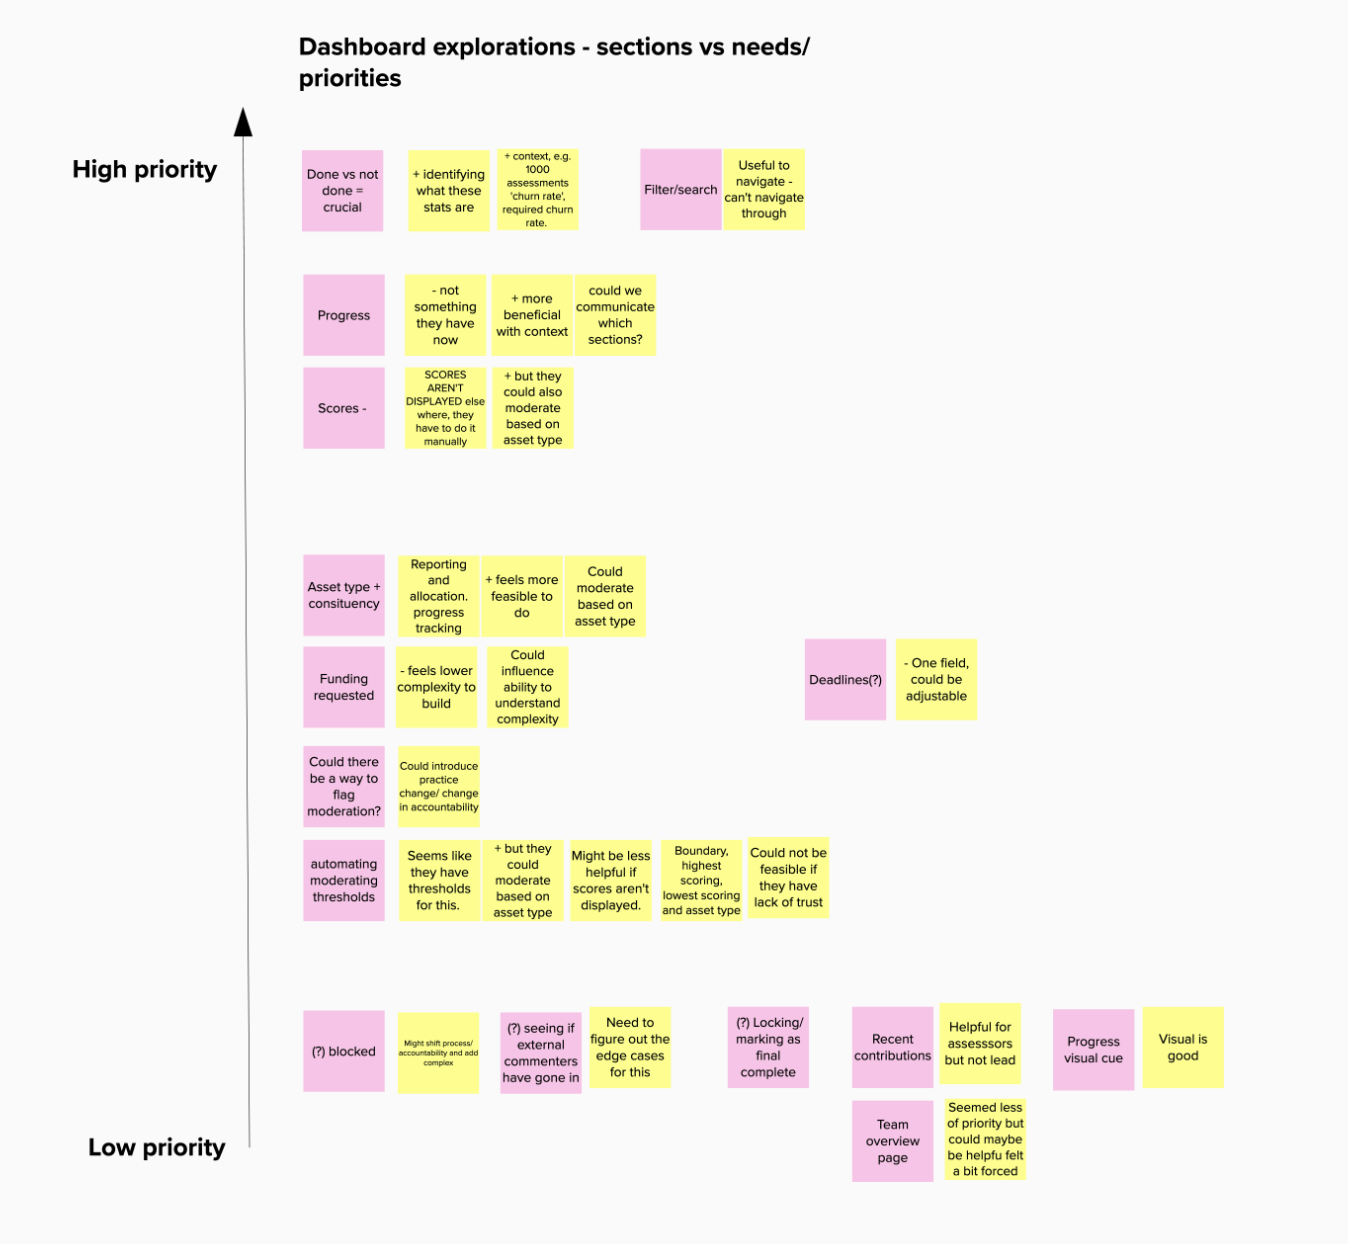 Dashboard explorations - sections vs needs/
priorities
High priority
Done vs not
done =
crucial
+ identifying
what these
stats are
+ context, e.g.
1000
assessments
'churn rate',
required churn
rate.
Filter/search
Useful to
navigate -
can't navigate
through
Progress
- not
something
they have
now
+ more
beneficial
with context
could we
communicate
which
sections?
Scores -
SCORES
AREN'T
DISPLAYED else
where, they
have to do it
manually
+ but they
could also
moderate
based on
asset type
Asset type +
consituency
Reporting
and
allocation.
progress
tracking
+ feels more
feasible to
do
Could
moderate
based on
asset type
Funding
requested
- feels lower
complexity to
build
Could
influence
ability to
understand
complexity
Deadlines(?)
- One field,
could be
adjustable
Could there
be a way to
flag
moderation?
Could introduce
practice
change/ change
in accountability
automating
moderating
thresholds
Seems like
they have
thresholds
for this.
+ but they
could
moderate
based on
asset type
Might be less
helpful if
scores aren't
displayed.
Boundary,
highest
scoring,
lowest scoring
and asset type
Could not be
feasible if
they have
lack of trust
(?) blocked
Might shift process/
accountability and add
complex
(?) seeing if
external
commenters
have gone in
Need to
figure out the
edge cases
for this
(?) Locking/
marking as
final
complete
Recent
contributions
Helpful for
assesssors
but not lead
Progress
visual cue
Visual is
good
Low priority
Team
overview
page
Seemed less
of priority but
could maybe
be helpfu felt
a bit forced